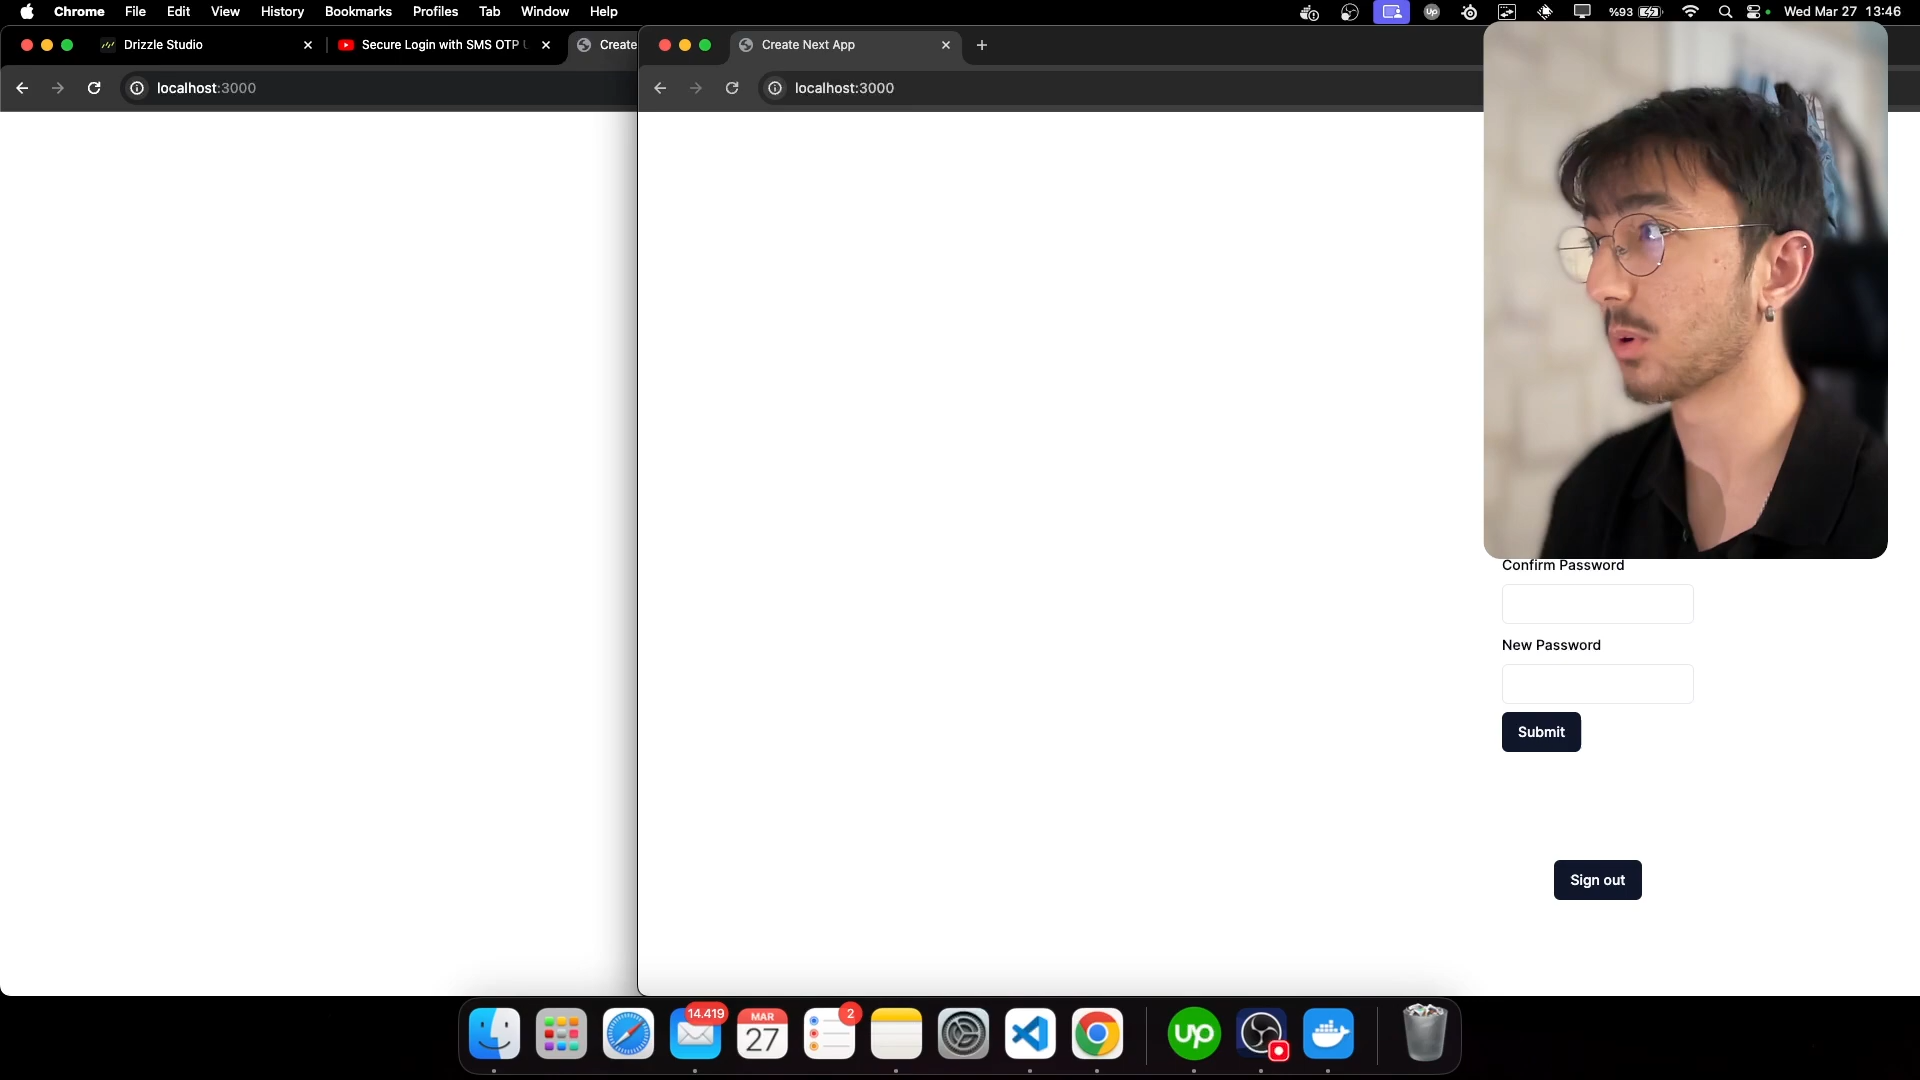 Chrome File Edit View History Bookmarks Profiles Tab Window Help %93 Wed Mar 27 13:46
Drizzle Studio
Secure Login with SMS OTP
Create
Create Next App
localhost:3000
localhost:3000
Confirm Password
New Password
Submit
Sign out
14.419
MAR
27
2
up